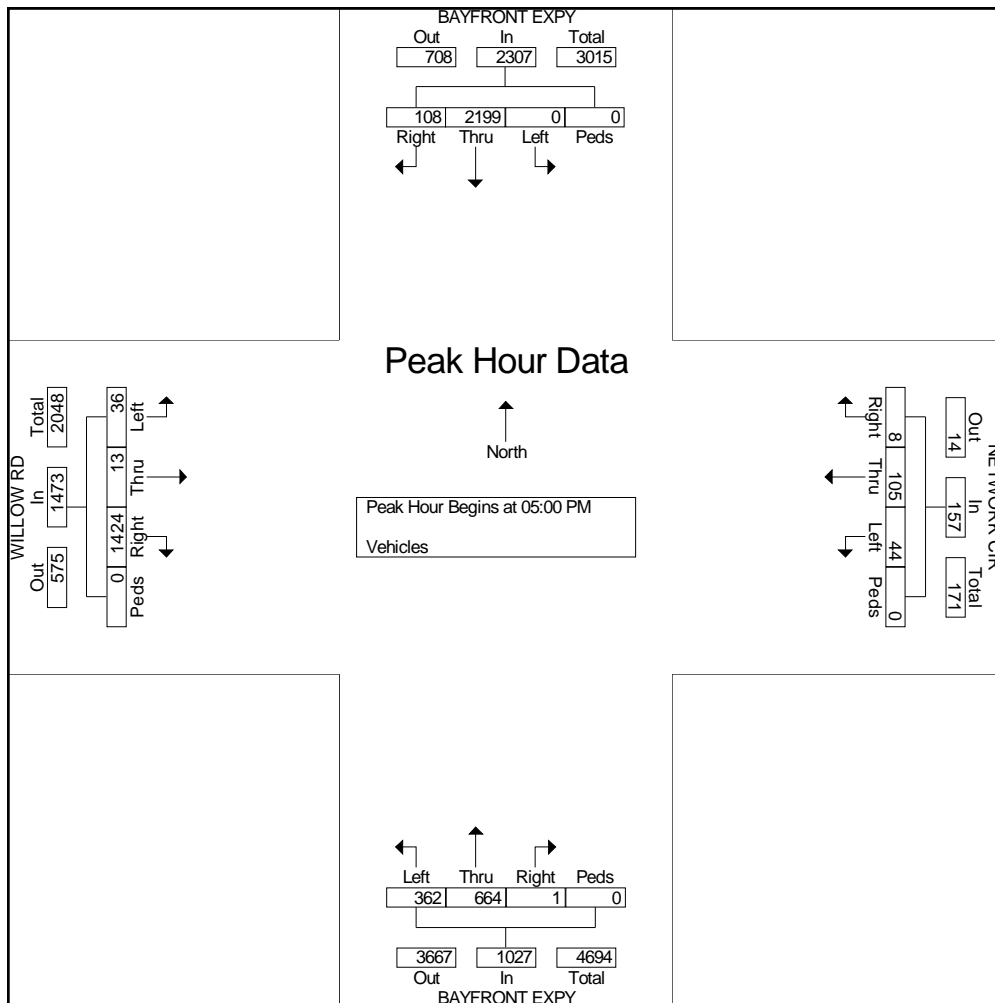 BAYFRONT EXPY
Out In Total
708 2307 3015
108 2199 0 0
Right Thru Left Peds
Peak Hour Data
North
Peak Hour Begins at 05:00 PM
Vehicles
WILLOW RD
Out In Total
575 1473 2048
36 13 1424 0
Left Thru Right Peds
NETWORK CIR
Out In Total
14 157 171
8 105 44 0
Right Thru Left Peds
Left Thru Right Peds
362 664 1 0
3667 1027 4694
Out In Total
BAYFRONT EXPY